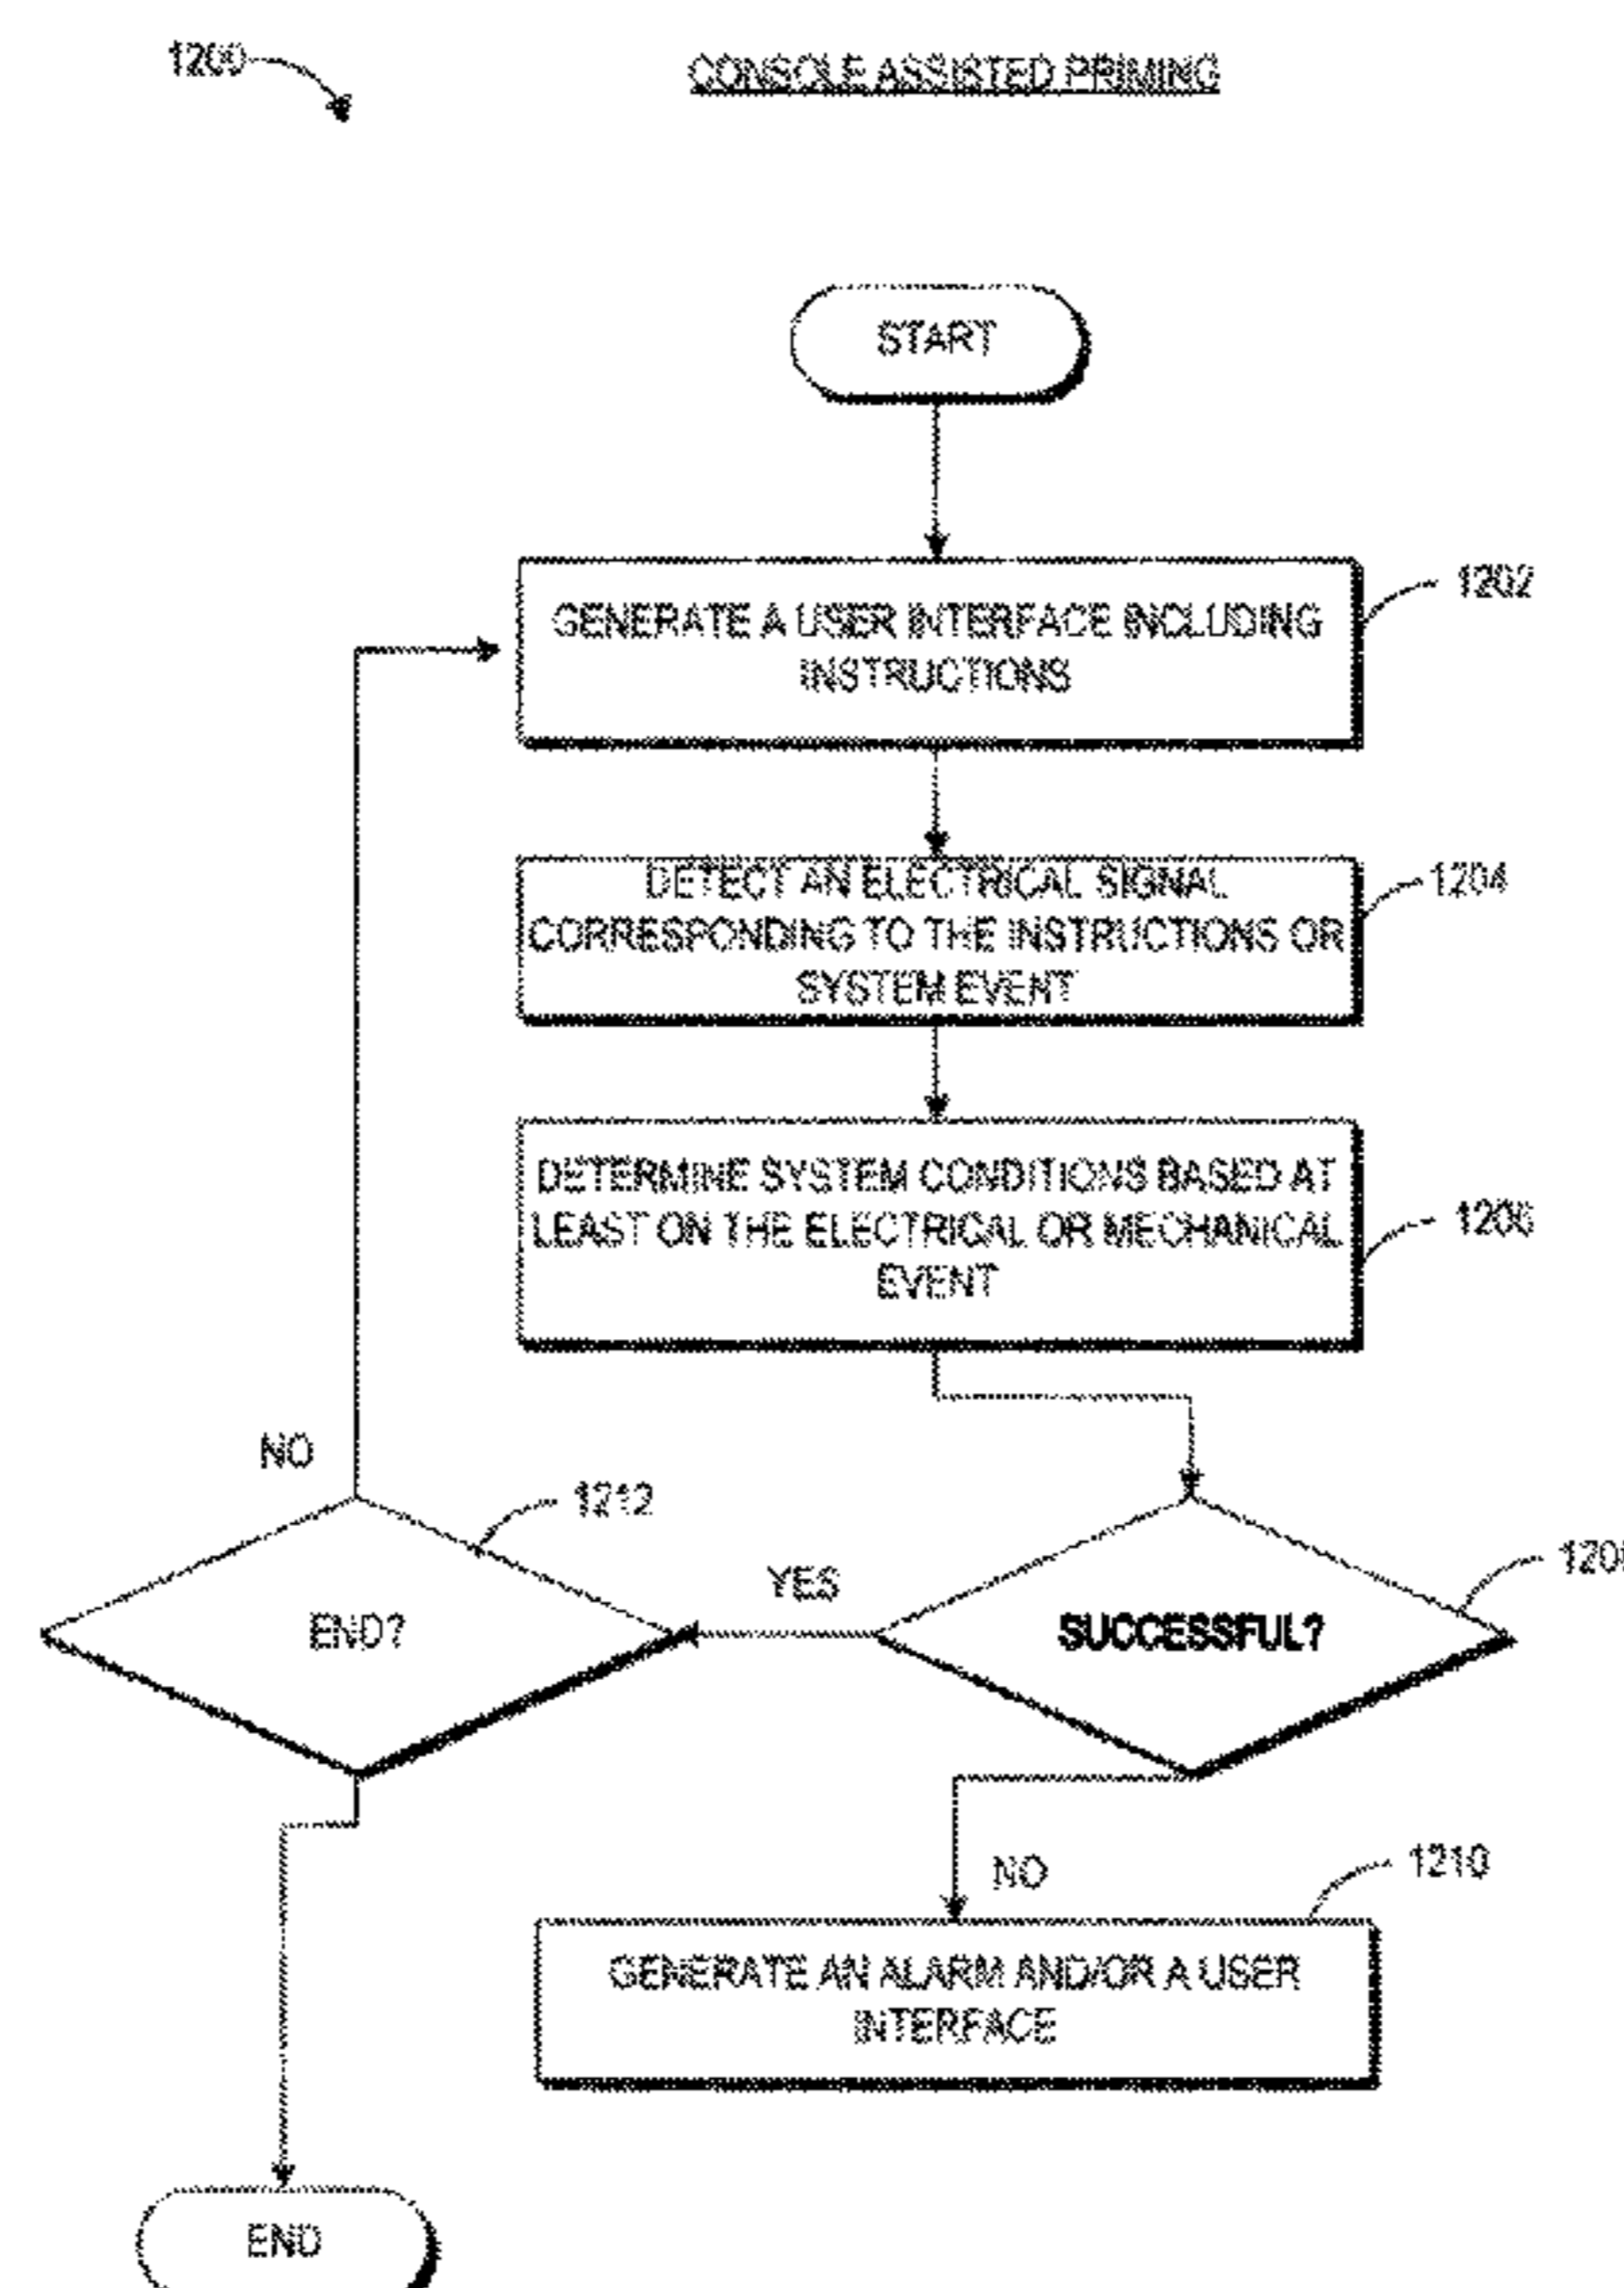 1200
CONSOLE ASSISTED PRIMING
START
GENERATE A USER INTERFACE INCLUDING
INSTRUCTIONS
1202
DETECT AN ELECTRICAL SIGNAL
CORRESPONDING TO THE INSTRUCTIONS OR
SYSTEM EVENT
1204
DETERMINE SYSTEM CONDITIONS BASED AT
LEAST ON THE ELECTRICAL OR MECHANICAL
EVENT
1206
NO
1212
END?
YES
SUCCESSFUL?
NO
1210
GENERATE AN ALARM AND/OR A USER
INTERFACE
END